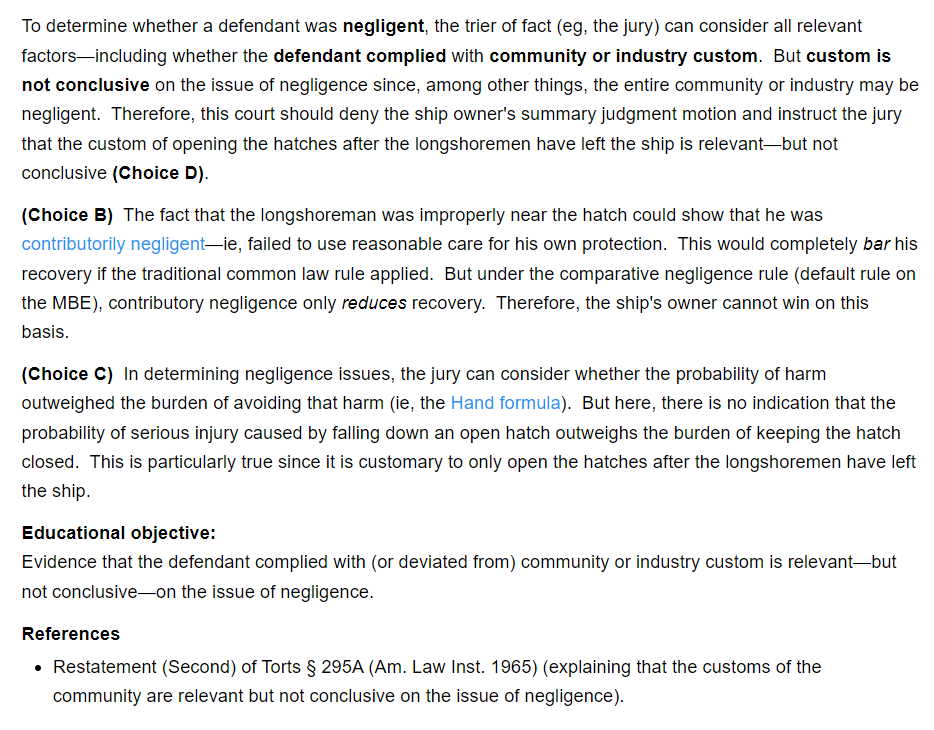 To determine whether a defendant was negligent, the trier of fact (eg, the jury) can consider all relevant
factors—including whether the defendant complied with community or industry custom.  But custom is
not conclusive on the issue of negligence since, among other things, the entire community or industry may be
negligent.  Therefore, this court should deny the ship owner's summary judgment motion and instruct the jury
that the custom of opening the hatches after the longshoremen have left the ship is relevant—but not
conclusive (Choice D).
(Choice B)  The fact that the longshoreman was improperly near the hatch could show that he was
contributorily negligent—ie, failed to use reasonable care for his own protection.  This would completely bar his
recovery if the traditional common law rule applied.  But under the comparative negligence rule (default rule on
the MBE), contributory negligence only reduces recovery.  Therefore, the ship's owner cannot win on this
basis.
(Choice C)  In determining negligence issues, the jury can consider whether the probability of harm
outweighed the burden of avoiding that harm (ie, the Hand formula).  But here, there is no indication that the
probability of serious injury caused by falling down an open hatch outweighs the burden of keeping the hatch
closed.  This is particularly true since it is customary to only open the hatches after the longshoremen have left
the ship.
Educational objective:
Evidence that the defendant complied with (or deviated from) community or industry custom is relevant—but
not conclusive—on the issue of negligence.
References
• Restatement (Second) of Torts § 295A (Am. Law Inst. 1965) (explaining that the customs of the
community are relevant but not conclusive on the issue of negligence).